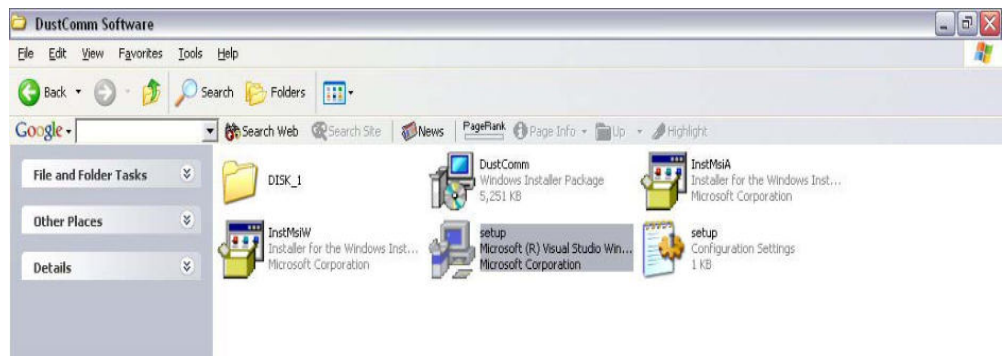 DustComm Software
File Edit View Favorites Tools Help
Back Search Folders
Google Search Web Search Site News PageRank Page Info Up Highlight
File and Folder Tasks
Other Places
Details
DISK_1
DustComm
Windows Installer Package
5,251 KB
InstMsiA
Installer for the Windows Inst...
Microsoft Corporation
InstMsiW
Installer for the Windows Inst...
Microsoft Corporation
setup
Microsoft (R) Visual Studio Win...
Microsoft Corporation
setup
Configuration Settings
1 KB